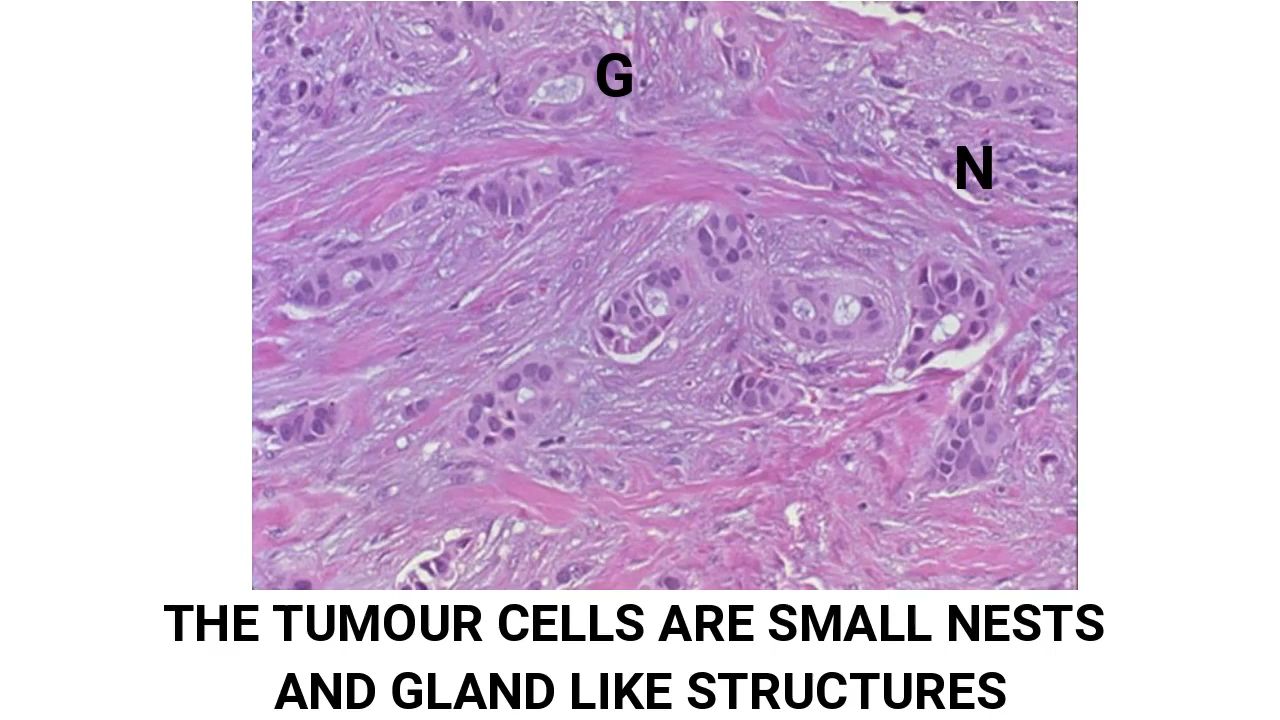 G
N
THE TUMOUR CELLS ARE SMALL NESTS
AND GLAND LIKE STRUCTURES